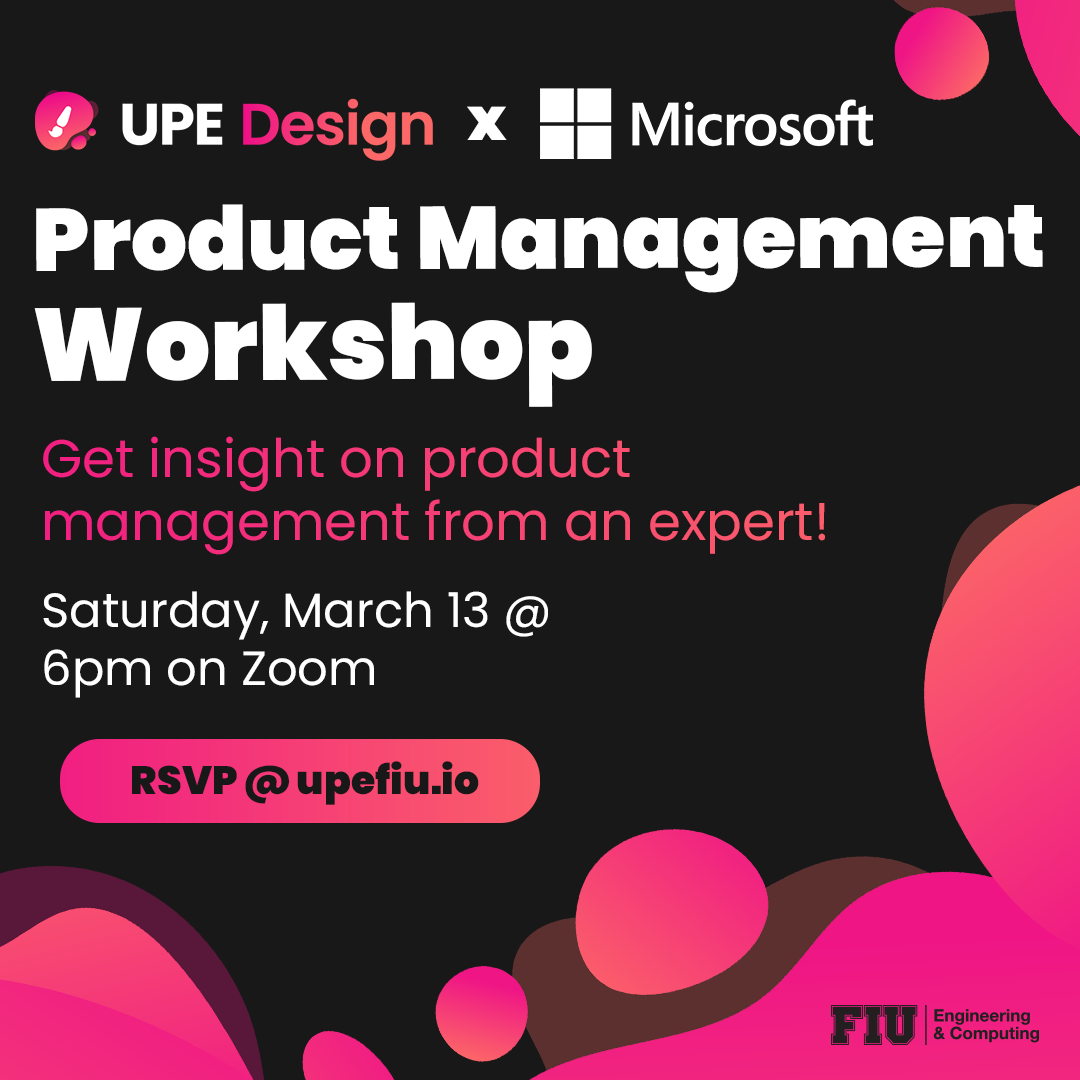 UPE Design x Microsoft
Product Management
Workshop
Get insight on product
management from an expert!
Saturday, March 13 @
6pm on Zoom
RSVP @ upefiu.io
FIU Engineering
& Computing